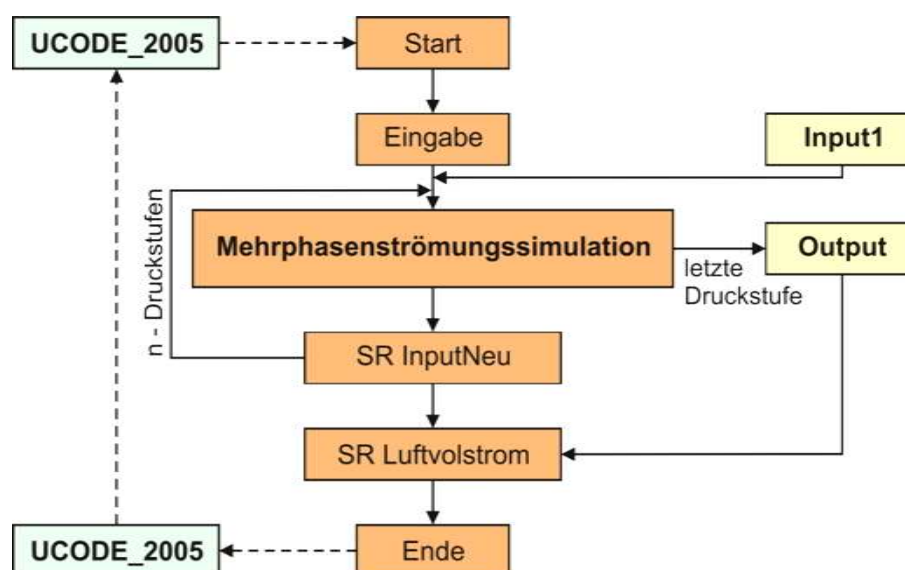 UCODE_2005
Start
Eingabe
Input1
n - Druckstufen
Mehrphasenströmungssimulation
Output
letzte
Druckstufe
SR InputNeu
SR Luftvolstrom
UCODE_2005
Ende